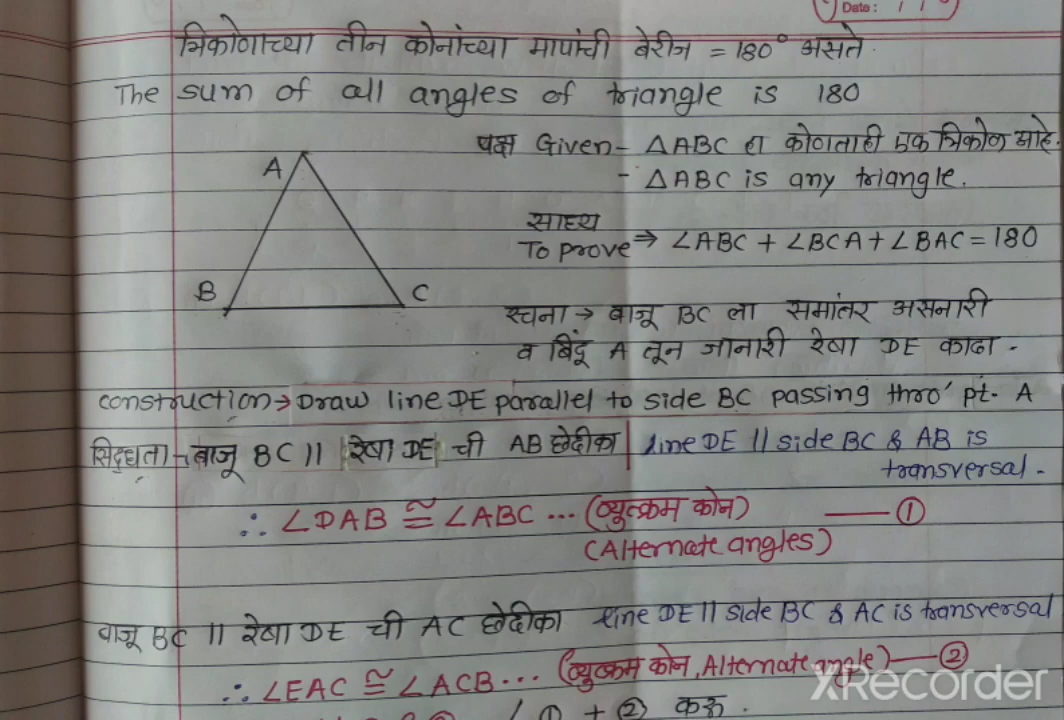 Date: / /
त्रिकोणाच्या तीन कोनांच्या मापांची बेरीज = 180° असते.
The sum of all angles of triangle is 180
पक्ष Given - △ABC हा कोणताही एक त्रिकोण आहे.
- △ABC is any triangle.
A
साध्य
To prove ⇒ ∠ABC + ∠BCA + ∠BAC = 180
B C
रचना → बाजू BC ला समांतर असनारी
व बिंदू A तून जानारी रेषा DE काढा.
construction → Draw line DE parallel to side BC passing thro' pt. A
सिद्धता - बाजू BC || रेषा DE ची AB छेदीका | line DE || side BC & AB is
transversal.
∴ ∠DAB ≅ ∠ABC ... (व्युत्क्रम कोन) —— ①
(Alternate angles)
बाजू BC || रेषा DE ची AC छेदीका line DE || side BC & AC is transversal
∴ ∠EAC ≅ ∠ACB ... (व्युत्क्रम कोन, Alternate angle) — ②
① + ② करू.
XRecorder